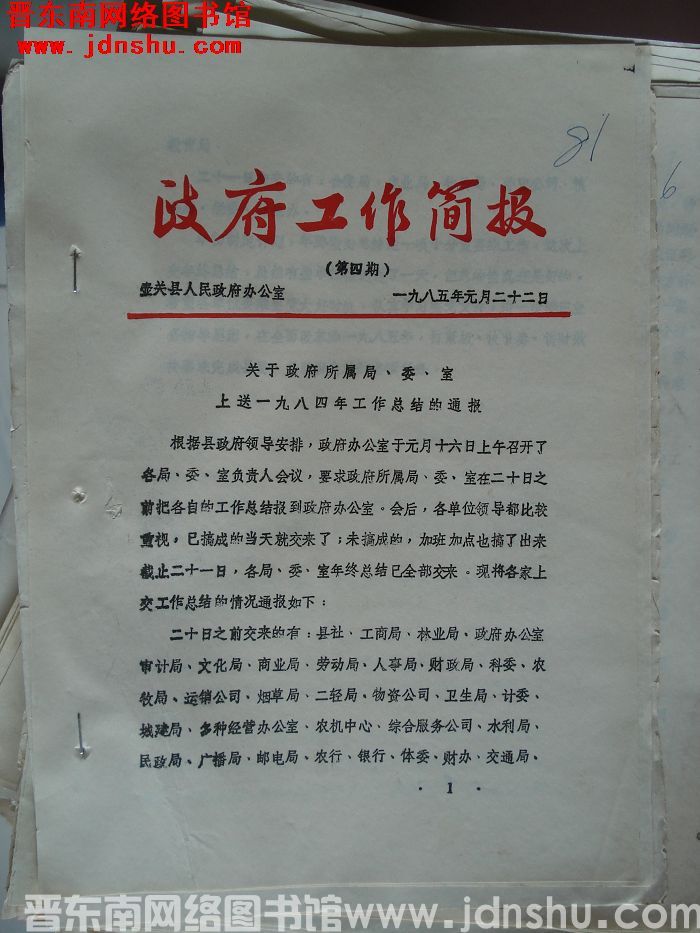 晋东南网络图书馆
www.jdnshu.com
81
6
政府工作简报
（第四期）
壶关县人民政府办公室 一九八五年元月二十二日
关于政府所属局、委、室
上送一九八四年工作总结的通报
根据县政府领导安排，政府办公室于元月十六日上午召开了
各局、委、室负责人会议，要求政府所属局、委、室在二十日之
前把各自的工作总结报到政府办公室。会后，各单位领导都比较
重视，已搞成的当天就交来了；未搞成的，加班加点也搞了出来
截止二十一日，各局、委、室年终总结已全部交来。现将各家上
交工作总结的情况通报如下：
二十日之前交来的有：县社、工商局、林业局、政府办公室
审计局、文化局、商业局、劳动局、人事局、财政局、科委、农
牧局、运销公司、烟草局、二轻局、物资公司、卫生局、计委、
城建局、多种经营办公室、农机中心、综合服务公司、水利局、
民政局、广播局、邮电局、农行、银行、体委、财办、交通局、
· 1 ·
晋东南网络图书馆 www.jdnshu.com